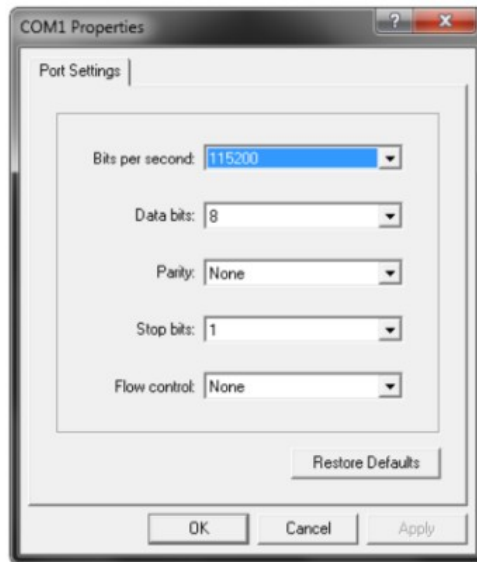 COM1 Properties
Port Settings
Bits per second: 115200
Data bits: 8
Parity: None
Stop bits: 1
Flow control: None
Restore Defaults
OK Cancel Apply